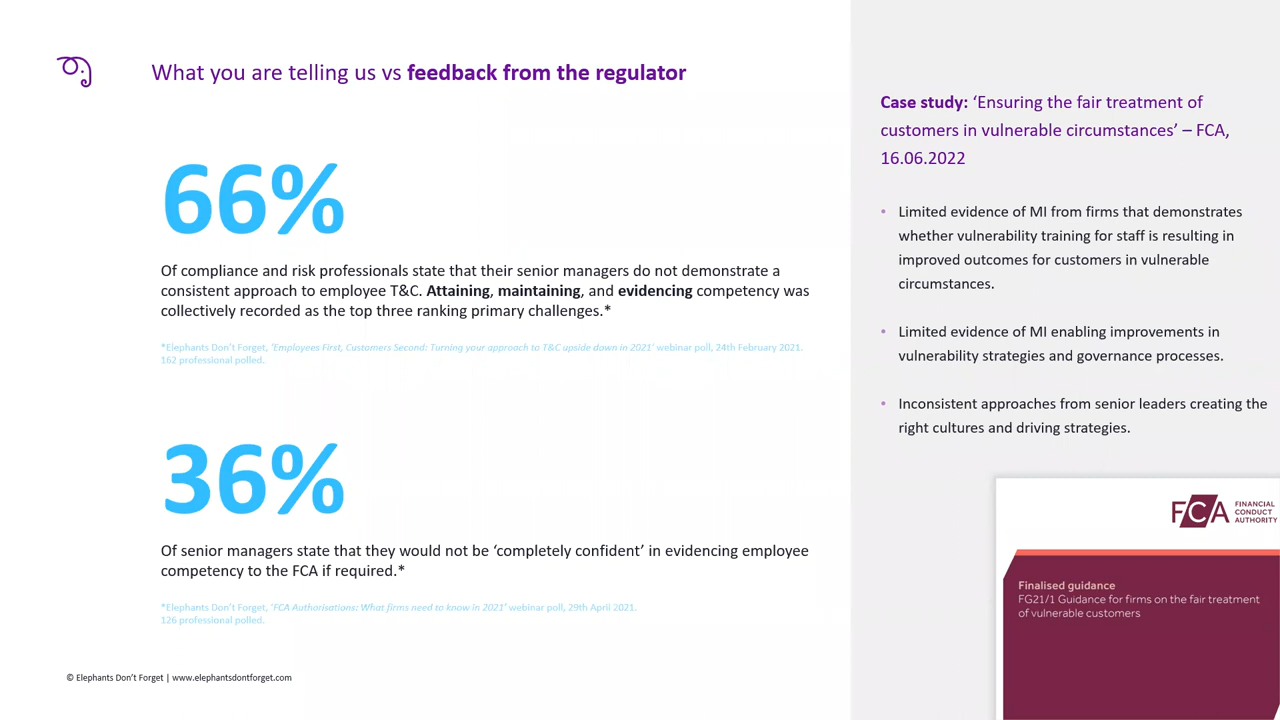 What you are telling us vs feedback from the regulator
66%
Of compliance and risk professionals state that their senior managers do not demonstrate a
consistent approach to employee T&C. Attaining, maintaining, and evidencing competency was
collectively recorded as the top three ranking primary challenges.*
*Elephants Don’t Forget, ‘Employees First, Customers Second: Turning your approach to T&C upside down in 2021’ webinar poll, 24th February 2021.
162 professional polled.
36%
Of senior managers state that they would not be ‘completely confident’ in evidencing employee
competency to the FCA if required.*
*Elephants Don’t Forget, ‘FCA Authorisations: What firms need to know in 2021’ webinar poll, 29th April 2021.
126 professional polled.
© Elephants Don’t Forget | www.elephantsdontforget.com
Case study: ‘Ensuring the fair treatment of
customers in vulnerable circumstances’ – FCA,
16.06.2022
• Limited evidence of MI from firms that demonstrates
whether vulnerability training for staff is resulting in
improved outcomes for customers in vulnerable
circumstances.
• Limited evidence of MI enabling improvements in
vulnerability strategies and governance processes.
• Inconsistent approaches from senior leaders creating the
right cultures and driving strategies.
FCA FINANCIAL
CONDUCT
AUTHORITY
Finalised guidance
FG21/1 Guidance for firms on the fair treatment
of vulnerable customers